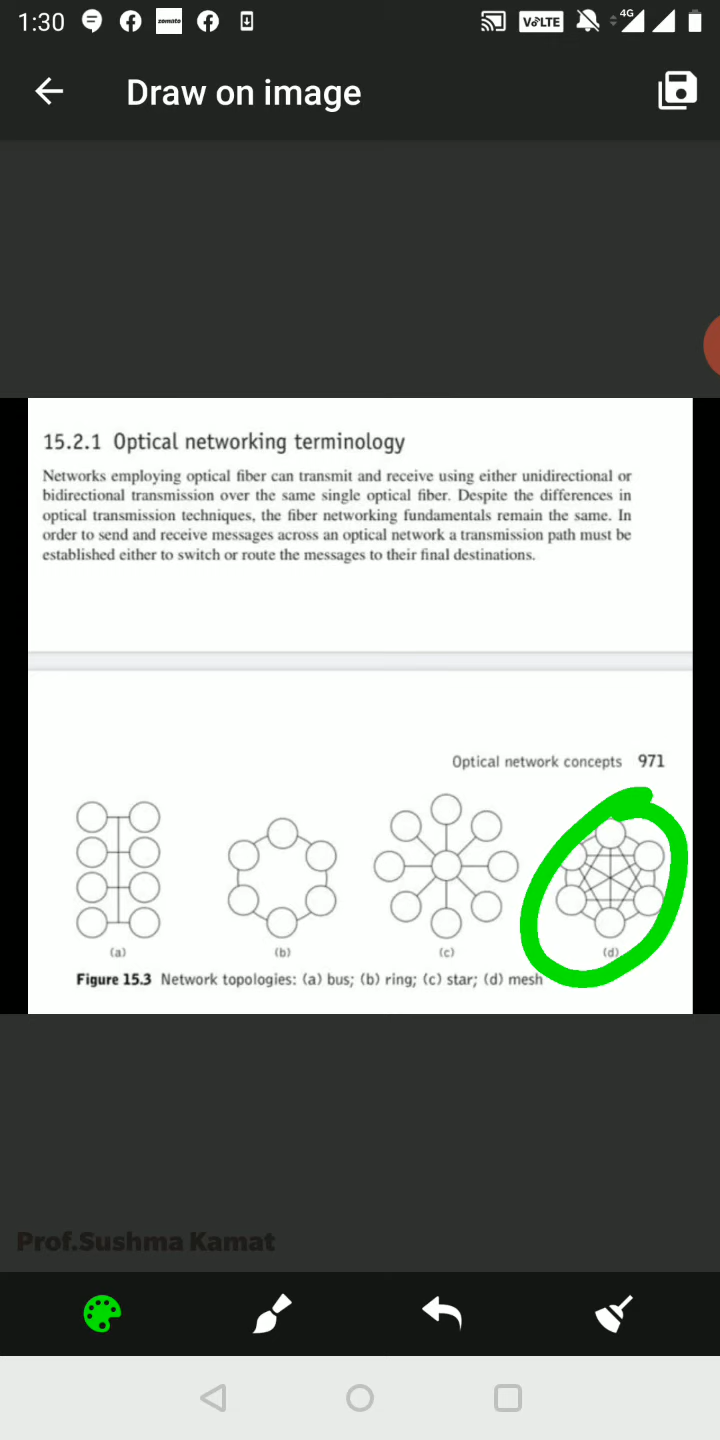 1:30
zomato
VoLTE
4G
Draw on image
15.2.1 Optical networking terminology
Networks employing optical fiber can transmit and receive using either unidirectional or
bidirectional transmission over the same single optical fiber. Despite the differences in
optical transmission techniques, the fiber networking fundamentals remain the same. In
order to send and receive messages across an optical network a transmission path must be
established either to switch or route the messages to their final destinations.
Optical network concepts 971
(a) (b) (c) (d)
Figure 15.3 Network topologies: (a) bus; (b) ring; (c) star; (d) mesh
Prof.Sushma Kamat